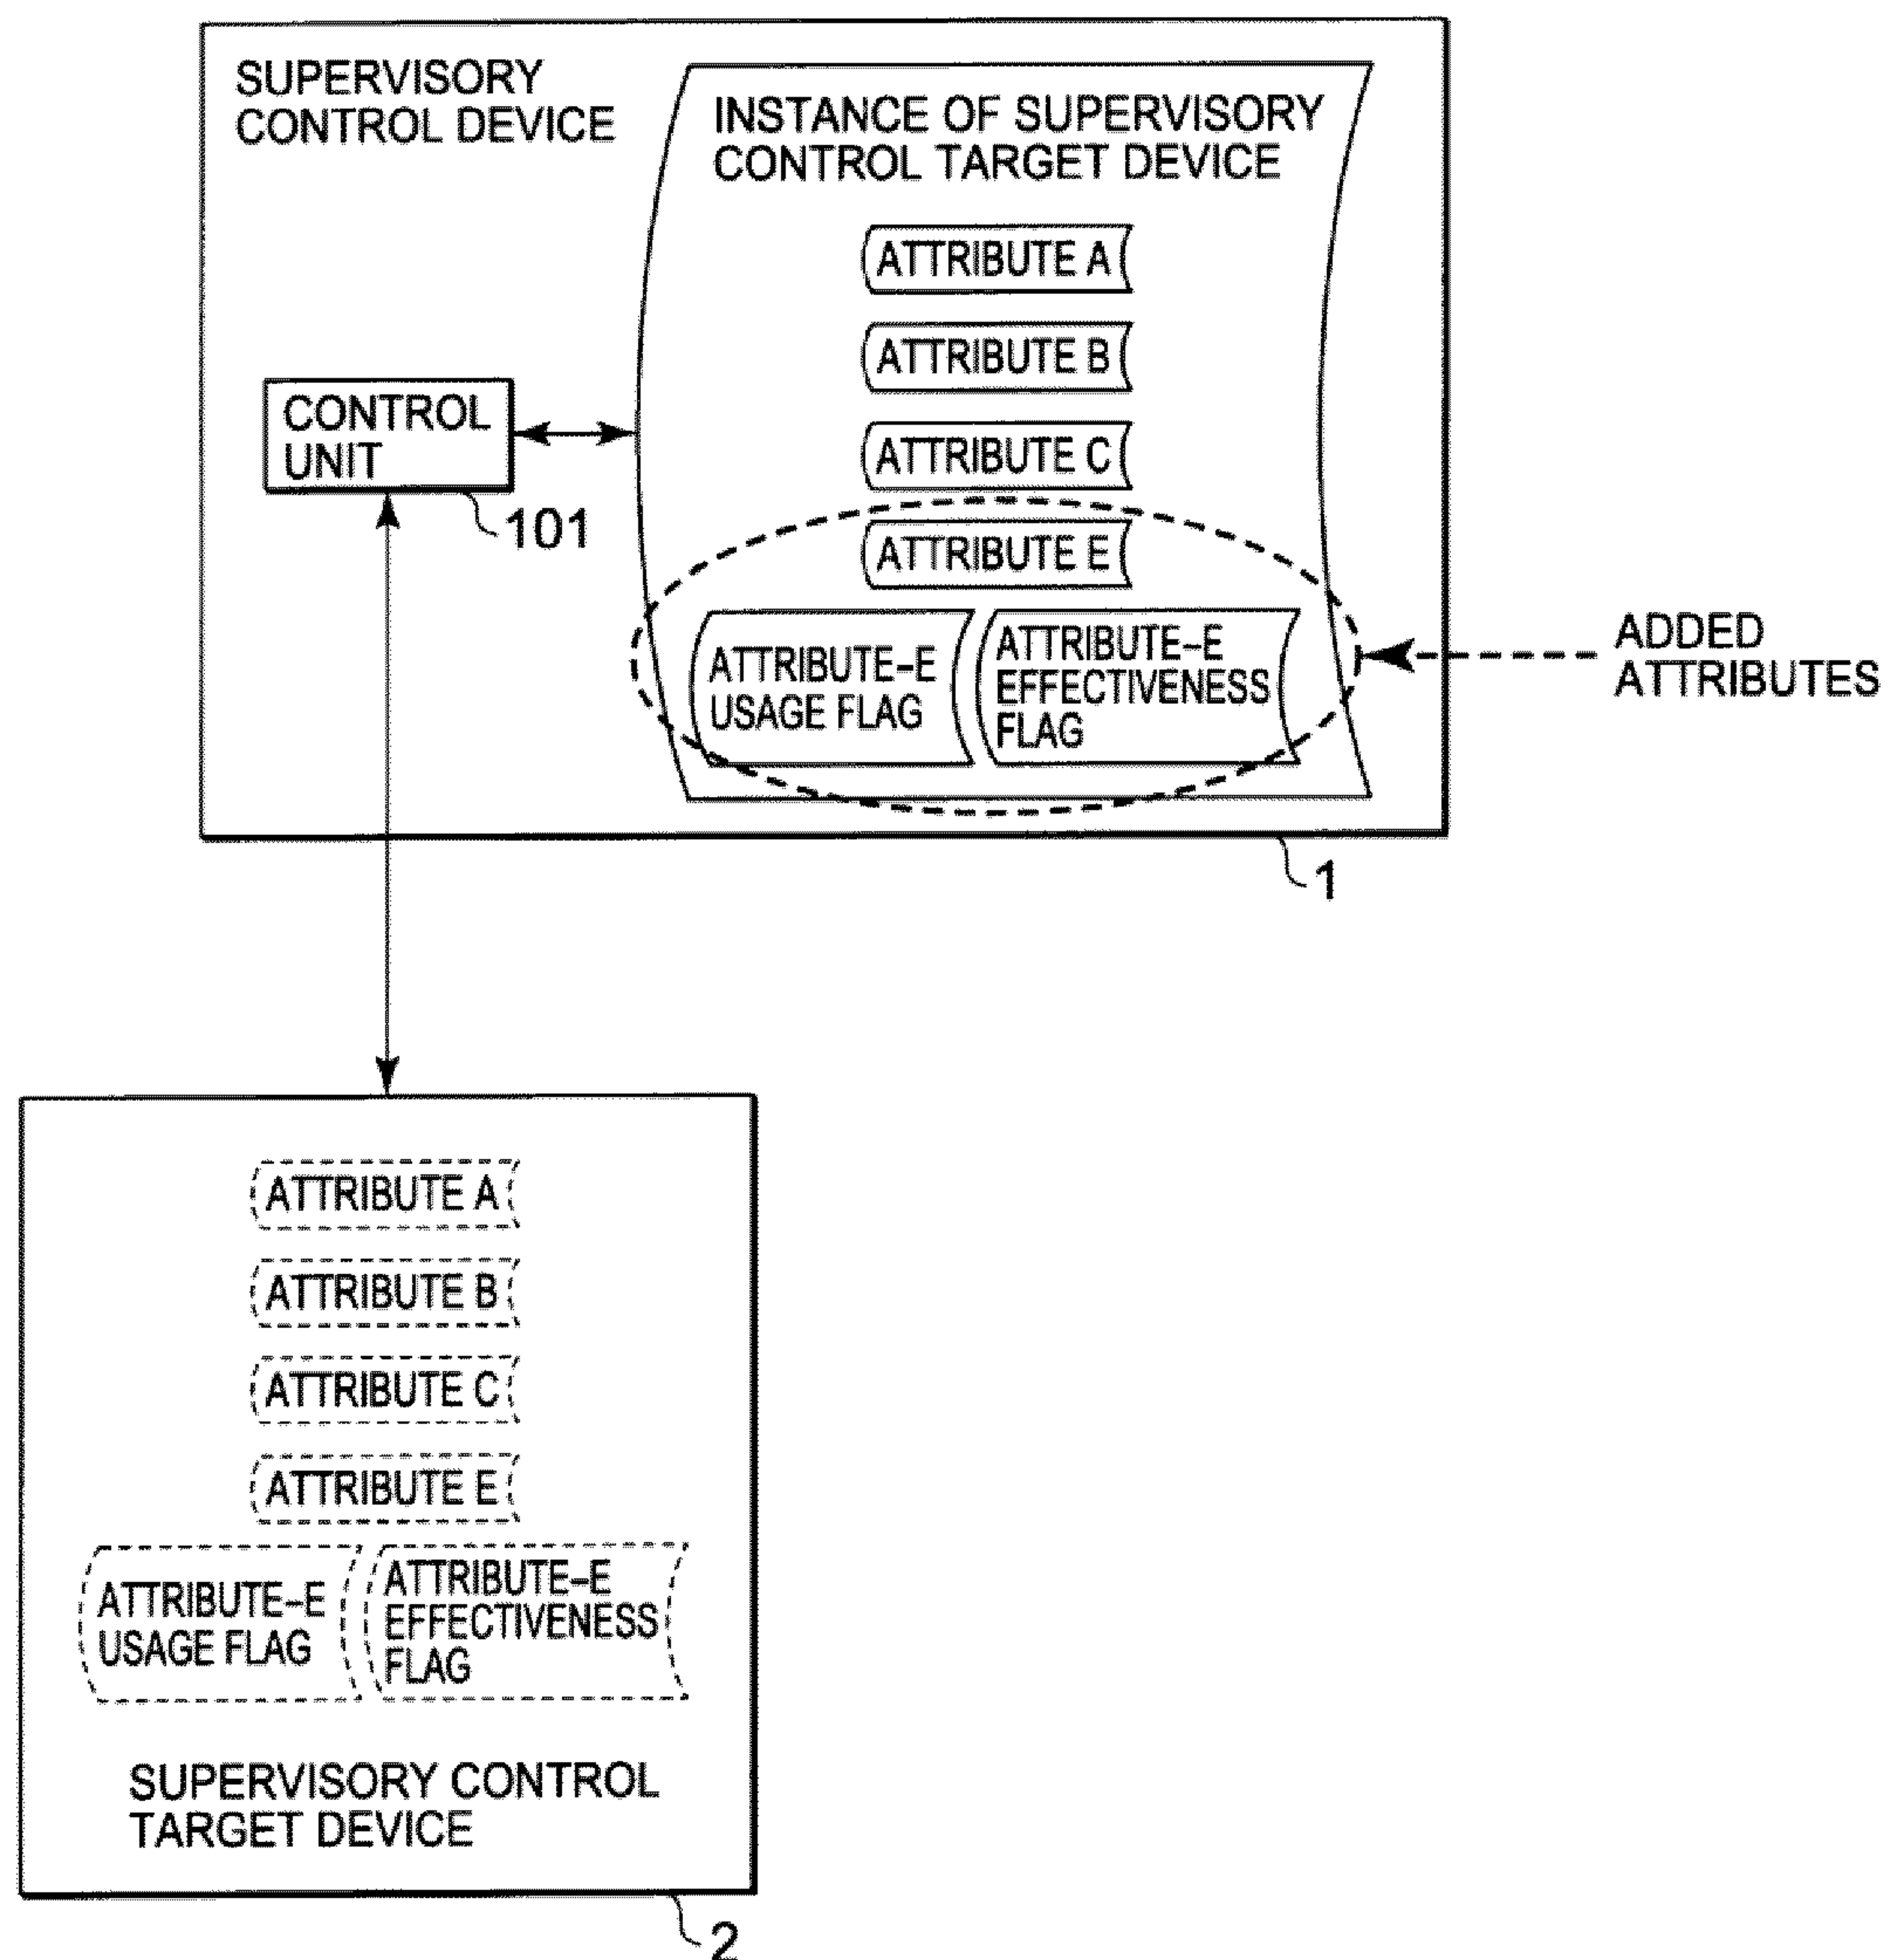 SUPERVISORY
CONTROL DEVICE
INSTANCE OF SUPERVISORY
CONTROL TARGET DEVICE
ATTRIBUTE A
ATTRIBUTE B
ATTRIBUTE C
CONTROL
UNIT
101
ATTRIBUTE E
ATTRIBUTE–E
USAGE FLAG
ATTRIBUTE–E
EFFECTIVENESS
FLAG
ADDED
ATTRIBUTES
1
ATTRIBUTE A
ATTRIBUTE B
ATTRIBUTE C
ATTRIBUTE E
ATTRIBUTE–E
USAGE FLAG
ATTRIBUTE–E
EFFECTIVENESS
FLAG
SUPERVISORY CONTROL
TARGET DEVICE
2